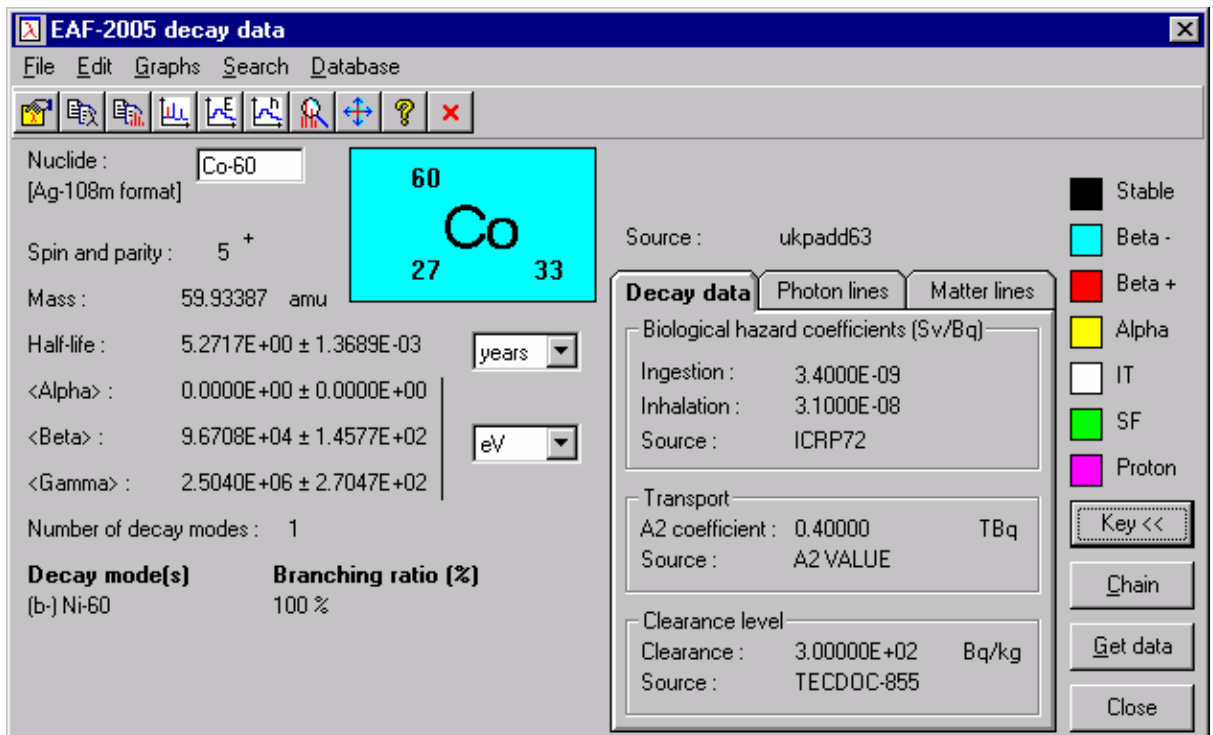 EAF-2005 decay data
File Edit Graphs Search Database
Nuclide : Co-60
[Ag-108m format]
60
Co
27 33
Spin and parity : 5 +
Mass : 59.93387 amu
Half-life : 5.2717E+00 ± 1.3689E-03 years
<Alpha> : 0.0000E+00 ± 0.0000E+00
<Beta> : 9.6708E+04 ± 1.4577E+02 eV
<Gamma> : 2.5040E+06 ± 2.7047E+02
Number of decay modes : 1
Decay mode(s) Branching ratio (%)
(b-) Ni-60 100 %
Source : ukpadd63
Decay data Photon lines Matter lines
Biological hazard coefficients (Sv/Bq)
Ingestion : 3.4000E-09
Inhalation : 3.1000E-08
Source : ICRP72
Transport
A2 coefficient : 0.40000 TBq
Source : A2 VALUE
Clearance level
Clearance : 3.00000E+02 Bq/kg
Source : TECDOC-855
Stable
Beta -
Beta +
Alpha
IT
SF
Proton
Key <<
Chain
Get data
Close